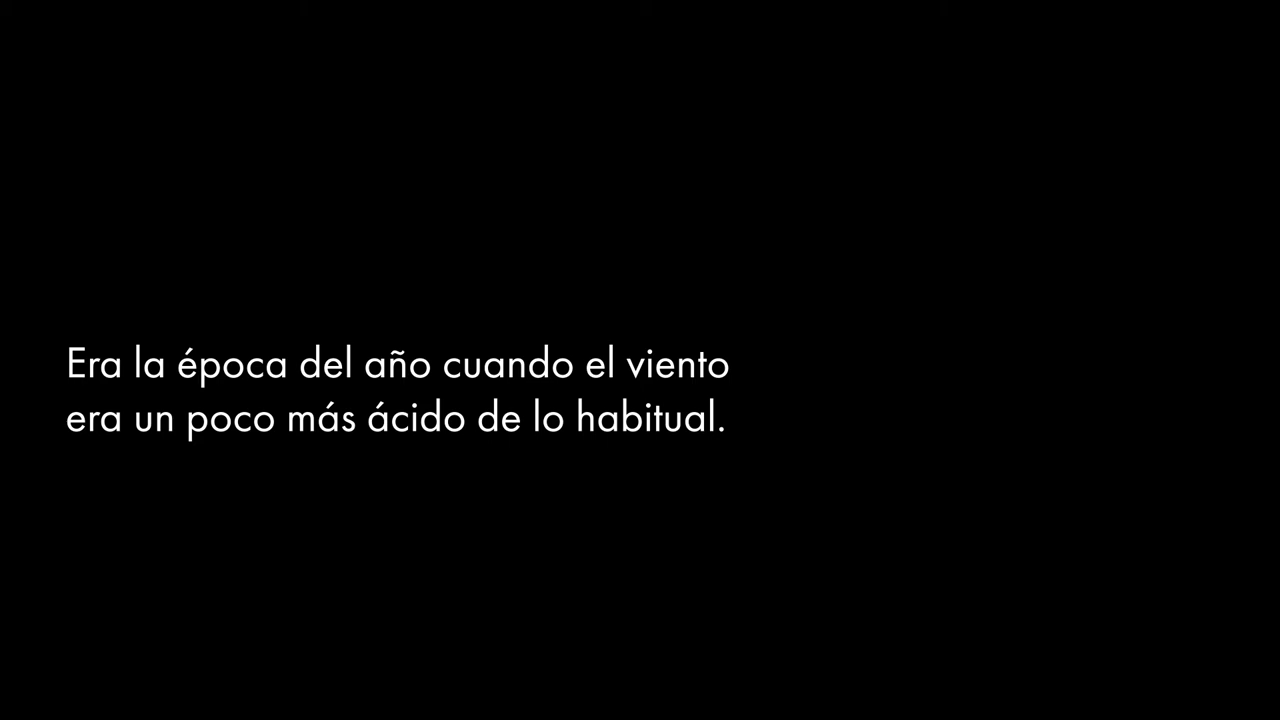 Era la época del año cuando el viento
era un poco más ácido de lo habitual.